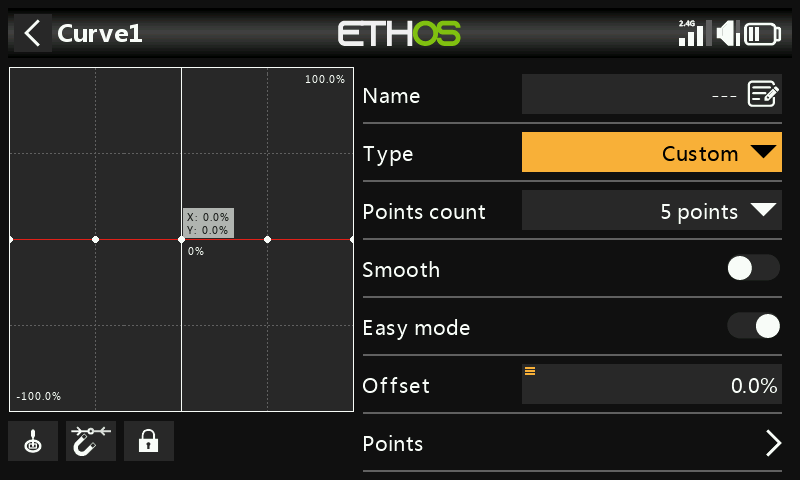 Curve1
ETHOS
2.4G
100.0%
X: 0.0%
Y: 0.0%
0%
-100.0%
Name
---
Type
Custom
Points count
5 points
Smooth
Easy mode
Offset
0.0%
Points